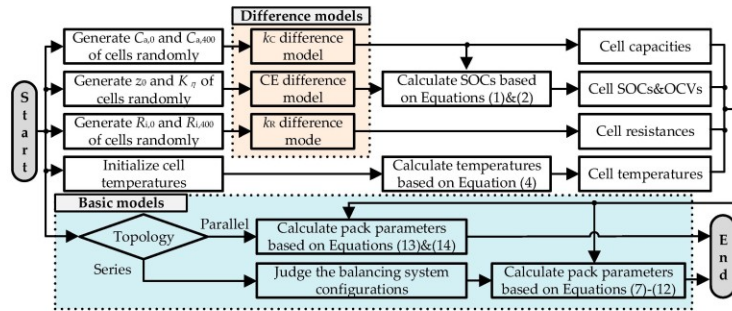 Difference models
Generate Ca,0 and Ca,400
of cells randomly
kC difference
model
Cell capacities
Generate z0 and Kη of
cells randomly
CE difference
model
Calculate SOCs based
on Equations (1)&(2)
Cell SOCs&OCVs
Generate Ri,0 and Ri,400
of cells randomly
kR difference
mode
Cell resistances
Initialize cell
temperatures
Calculate temperatures
based on Equation (4)
Cell temperatures
Start
Basic models
Topology
Parallel
Calculate pack parameters
based on Equations (13)&(14)
Series
Judge the balancing system
configurations
Calculate pack parameters
based on Equations (7)-(12)
End